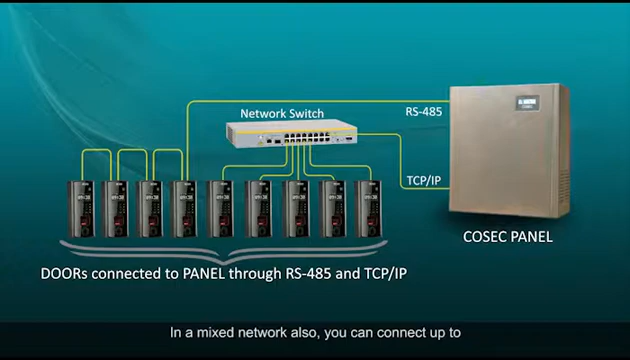 Network Switch
RS-485
TCP/IP
COSEC PANEL
DOORs connected to PANEL through RS-485 and TCP/IP
In a mixed network also, you can connect up to